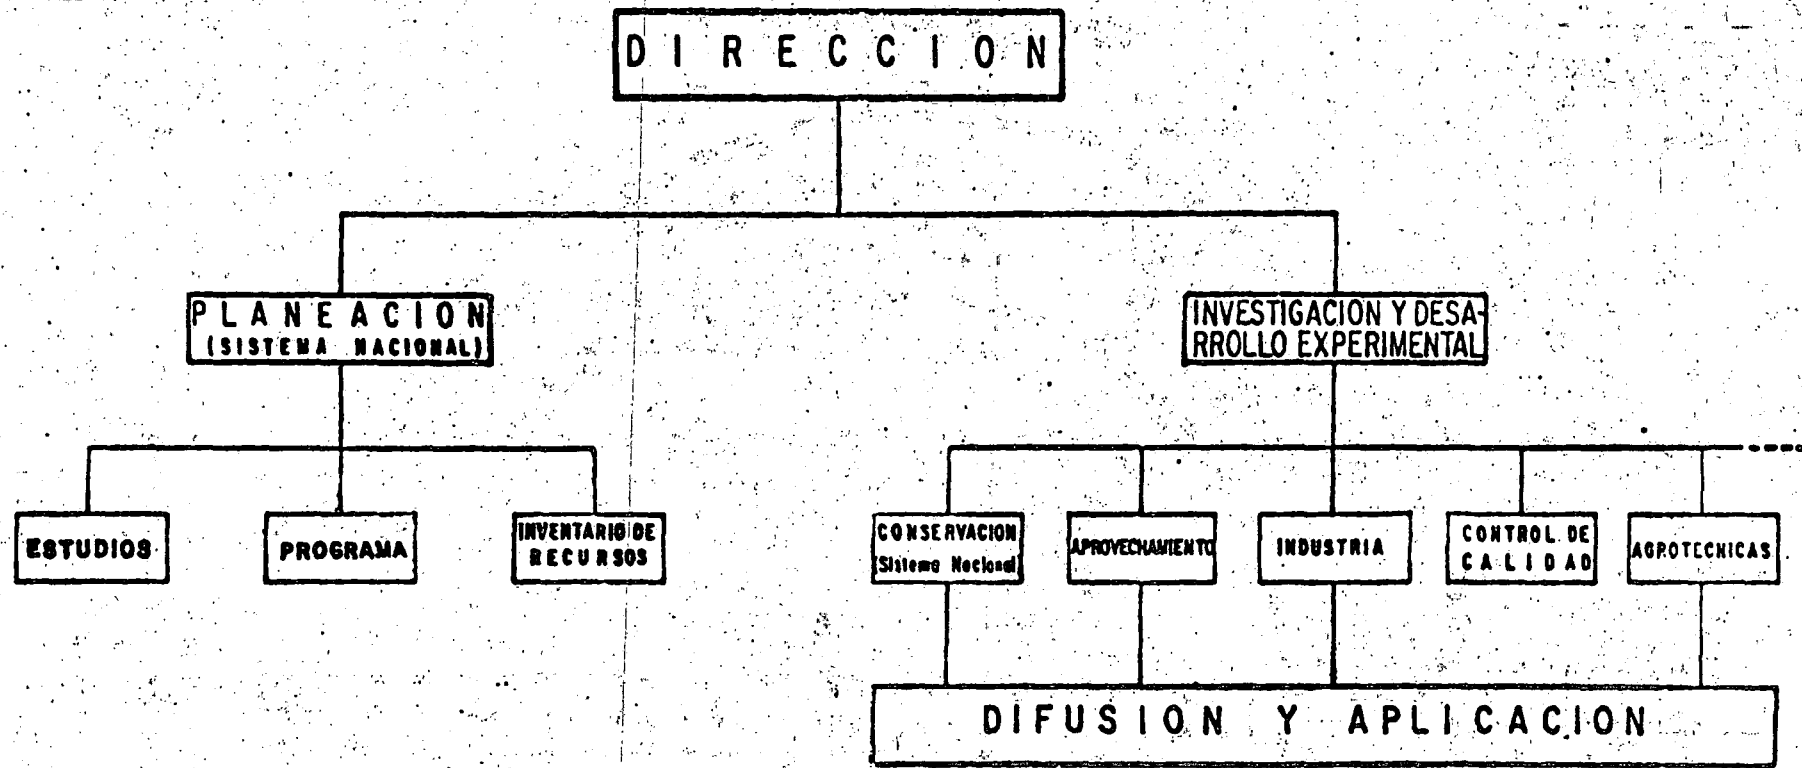 DIRECCION
PLANEACION
(SISTEMA NACIONAL)
INVESTIGACION Y DESA-
RROLLO EXPERIMENTAL
ESTUDIOS
PROGRAMA
INVENTARIO DE
RECURSOS
CONSERVACION
Sistema Nacional
APROVECHAMIENTO
INDUSTRIA
CONTROL DE
CALIDAD
AGROTECNICAS
DIFUSION Y APLICACION